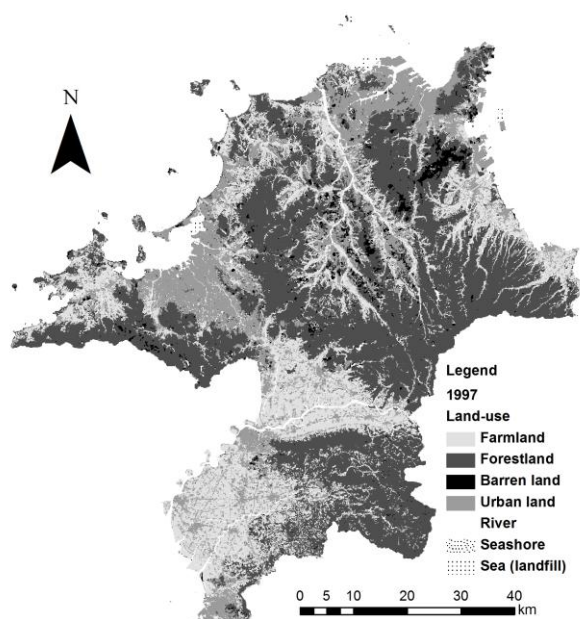 N
Legend
1997
Land-use
Farmland
Forestland
Barren land
Urban land
River
Seashore
Sea (landfill)
0 5 10 20 30 40
km